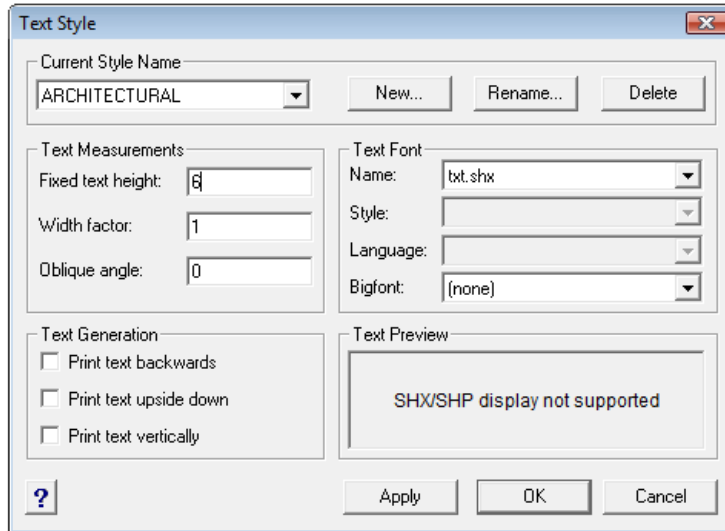 Text Style
Current Style Name
ARCHITECTURAL
New...
Rename...
Delete
Text Measurements
Fixed text height: 6
Width factor: 1
Oblique angle: 0
Text Font
Name: txt.shx
Style:
Language:
Bigfont: (none)
Text Generation
Print text backwards
Print text upside down
Print text vertically
Text Preview
SHX/SHP display not supported
?
Apply
OK
Cancel